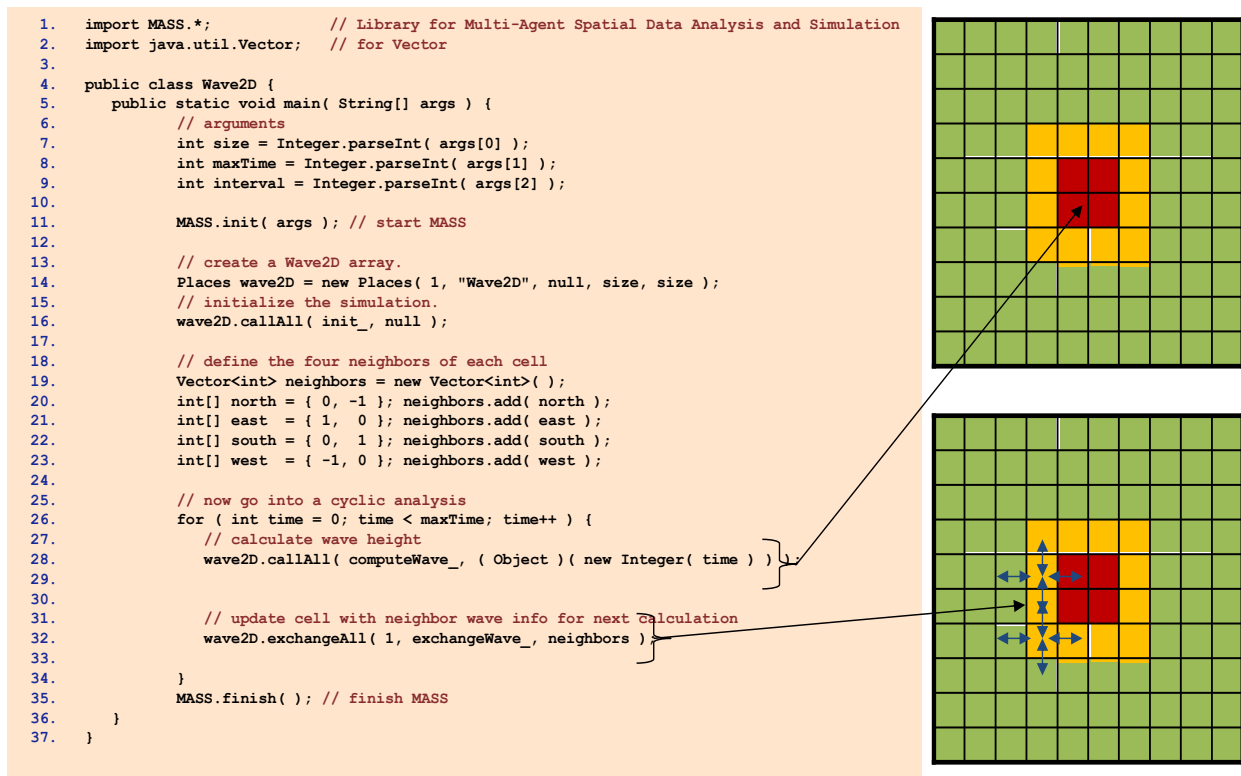 1. import MASS.*; // Library for Multi-Agent Spatial Data Analysis and Simulation
2. import java.util.Vector; // for Vector
3.
4. public class Wave2D {
5. public static void main( String[] args ) {
6. // arguments
7. int size = Integer.parseInt( args[0] );
8. int maxTime = Integer.parseInt( args[1] );
9. int interval = Integer.parseInt( args[2] );
10.
11. MASS.init( args ); // start MASS
12.
13. // create a Wave2D array.
14. Places wave2D = new Places( 1, "Wave2D", null, size, size );
15. // initialize the simulation.
16. wave2D.callAll( init_, null );
17.
18. // define the four neighbors of each cell
19. Vector<int> neighbors = new Vector<int>( );
20. int[] north = { 0, -1 }; neighbors.add( north );
21. int[] east = { 1, 0 }; neighbors.add( east );
22. int[] south = { 0, 1 }; neighbors.add( south );
23. int[] west = { -1, 0 }; neighbors.add( west );
24.
25. // now go into a cyclic analysis
26. for ( int time = 0; time < maxTime; time++ ) {
27. // calculate wave height
28. wave2D.callAll( computeWave_, ( Object )( new Integer( time ) ) );
29.
30.
31. // update cell with neighbor wave info for next calculation
32. wave2D.exchangeAll( 1, exchangeWave_, neighbors );
33.
34. }
35. MASS.finish( ); // finish MASS
36. }
37. }